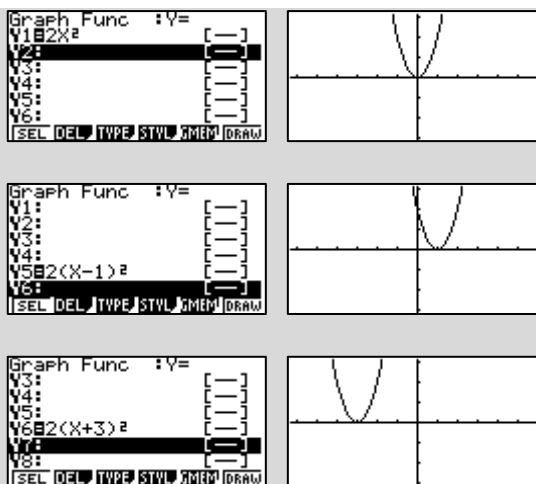 Graph Func :Y=
Y1=2X² [—]
Y2: [—]
Y3: [—]
Y4: [—]
Y5: [—]
Y6: [—]
SEL DEL TYPE STYL GMEM DRAW
Graph Func :Y=
Y1: [—]
Y2: [—]
Y3: [—]
Y4: [—]
Y5=2(X-1)² [—]
Y6: [—]
SEL DEL TYPE STYL GMEM DRAW
Graph Func :Y=
Y3: [—]
Y4: [—]
Y5: [—]
Y6=2(X+3)² [—]
Y7: [—]
Y8: [—]
SEL DEL TYPE STYL GMEM DRAW